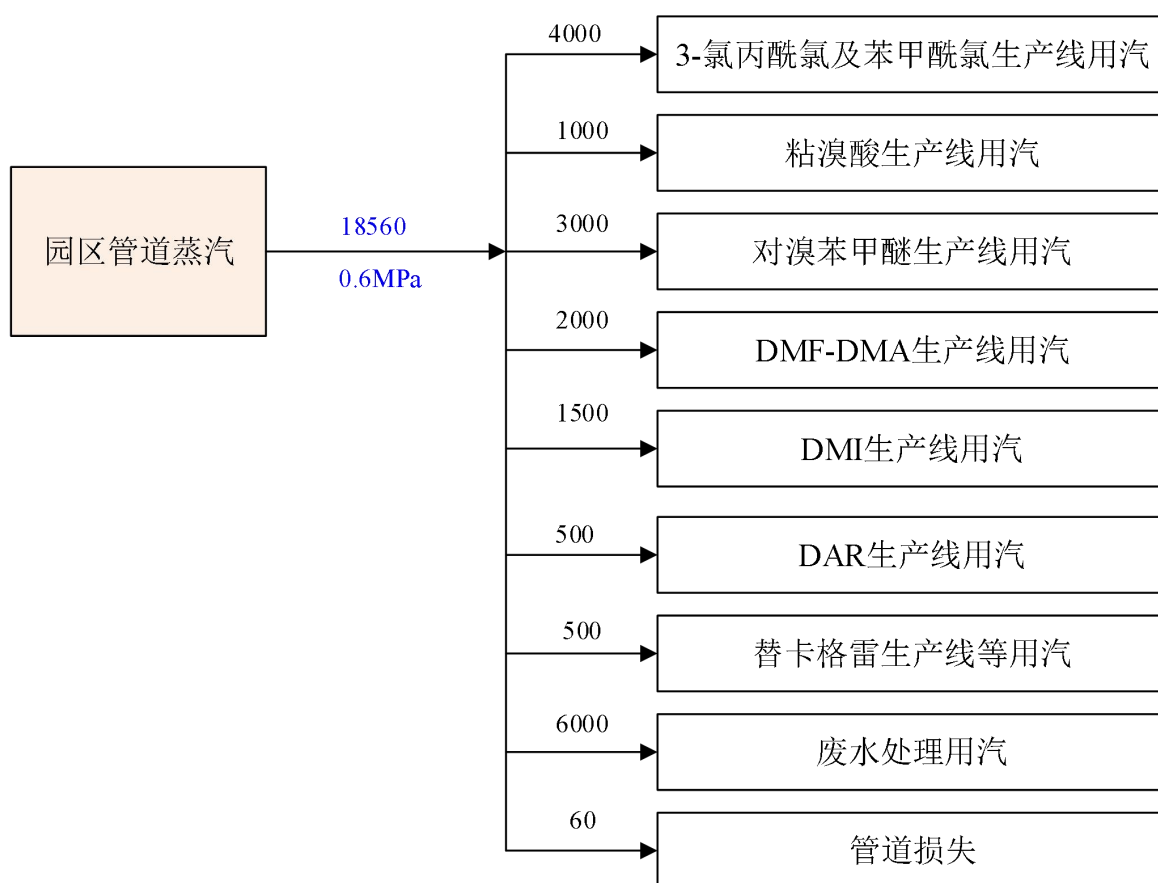 4000
3-氯丙酰氯及苯甲酰氯生产线用汽
1000
粘溴酸生产线用汽
园区管道蒸汽
18560
0.6MPa
3000
对溴苯甲醚生产线用汽
2000
DMF-DMA生产线用汽
1500
DMI生产线用汽
500
DAR生产线用汽
500
替卡格雷生产线等用汽
6000
废水处理用汽
60
管道损失